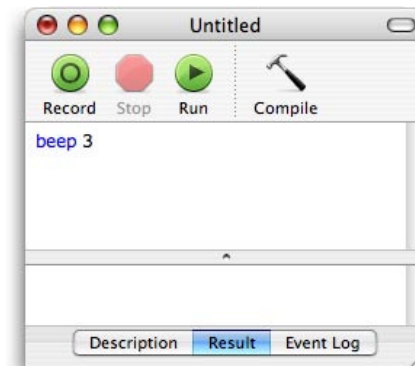 Untitled
Record Stop Run Compile
beep 3
Description Result Event Log